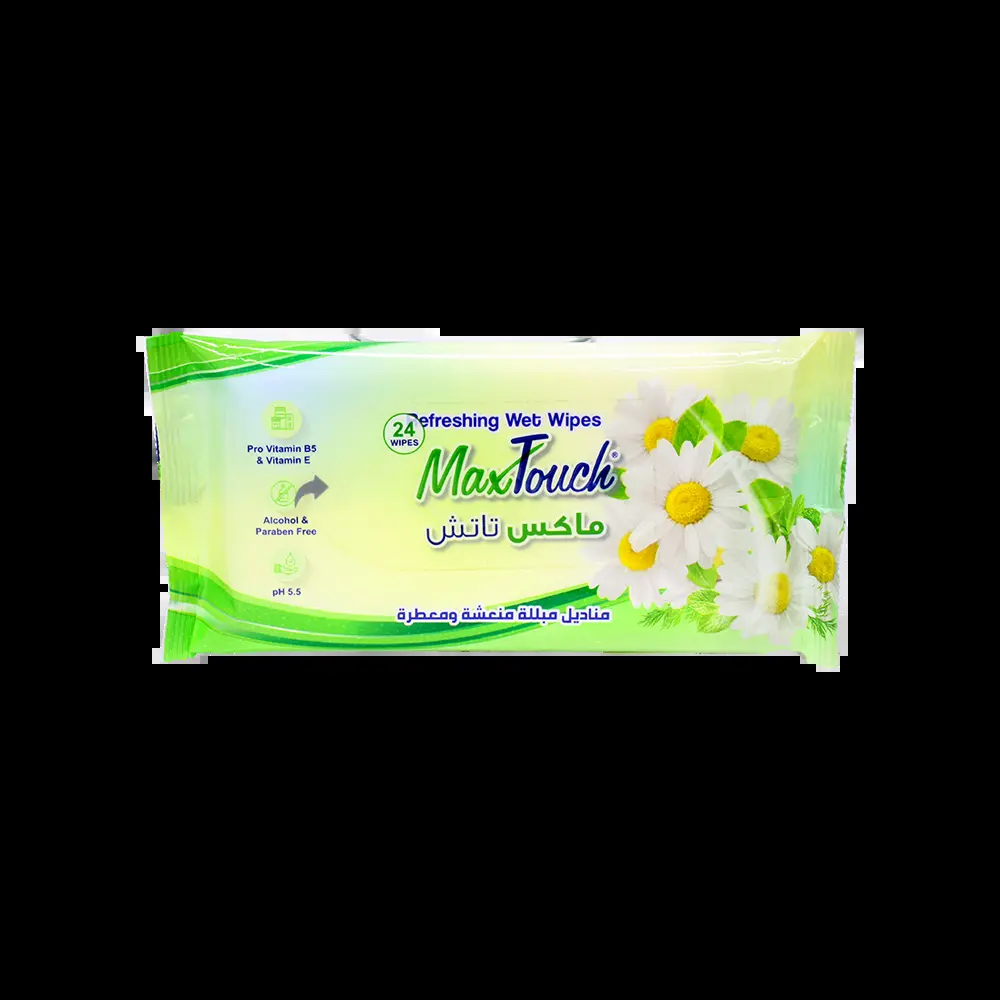 Refreshing Wet Wipes
24
WIPES
MaxTouch®
ماكس تاتش
Pro Vitamin B5
& Vitamin E
Alcohol &
Paraben Free
pH 5.5
مناديل مبللة منعشة ومعطرة